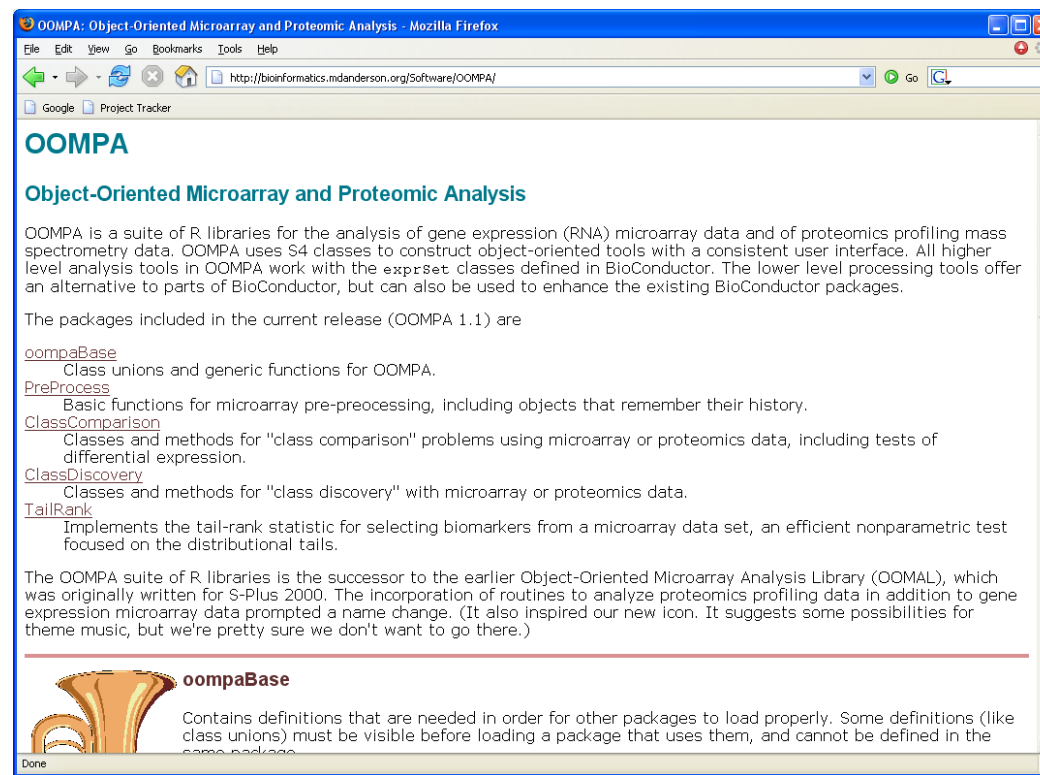 OOMPA: Object-Oriented Microarray and Proteomic Analysis - Mozilla Firefox
File Edit View Go Bookmarks Tools Help
http://bioinformatics.mdanderson.org/Software/OOMPA/ Go G
Google Project Tracker
OOMPA
Object-Oriented Microarray and Proteomic Analysis
OOMPA is a suite of R libraries for the analysis of gene expression (RNA) microarray data and of proteomics profiling mass
spectrometry data. OOMPA uses S4 classes to construct object-oriented tools with a consistent user interface. All higher
level analysis tools in OOMPA work with the exprSet classes defined in BioConductor. The lower level processing tools offer
an alternative to parts of BioConductor, but can also be used to enhance the existing BioConductor packages.
The packages included in the current release (OOMPA 1.1) are
oompaBase
Class unions and generic functions for OOMPA.
PreProcess
Basic functions for microarray pre-preocessing, including objects that remember their history.
ClassComparison
Classes and methods for "class comparison" problems using microarray or proteomics data, including tests of
differential expression.
ClassDiscovery
Classes and methods for "class discovery" with microarray or proteomics data.
TailRank
Implements the tail-rank statistic for selecting biomarkers from a microarray data set, an efficient nonparametric test
focused on the distributional tails.
The OOMPA suite of R libraries is the successor to the earlier Object-Oriented Microarray Analysis Library (OOMAL), which
was originally written for S-Plus 2000. The incorporation of routines to analyze proteomics profiling data in addition to gene
expression microarray data prompted a name change. (It also inspired our new icon. It suggests some possibilities for
theme music, but we're pretty sure we don't want to go there.)
oompaBase
Contains definitions that are needed in order for other packages to load properly. Some definitions (like
class unions) must be visible before loading a package that uses them, and cannot be defined in the
same package.
Done